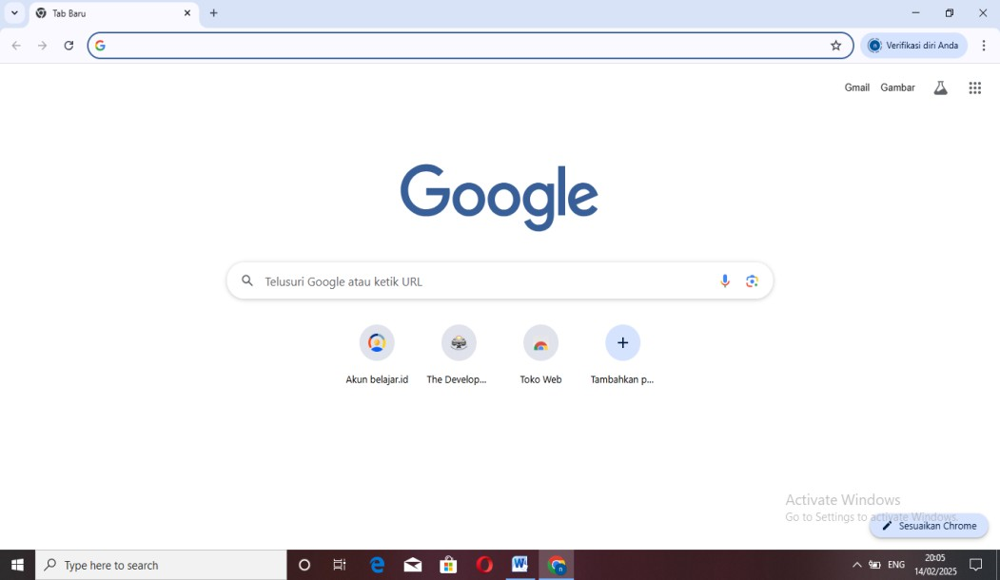 Tab Baru
Verifikasi diri Anda
Gmail Gambar
Google
Telusuri Google atau ketik URL
Akun belajar.id The Develop... Toko Web Tambahkan p...
Activate Windows
Go to Settings to activate Windows.
Sesuaikan Chrome
Type here to search
ENG
20:05
14/02/2025